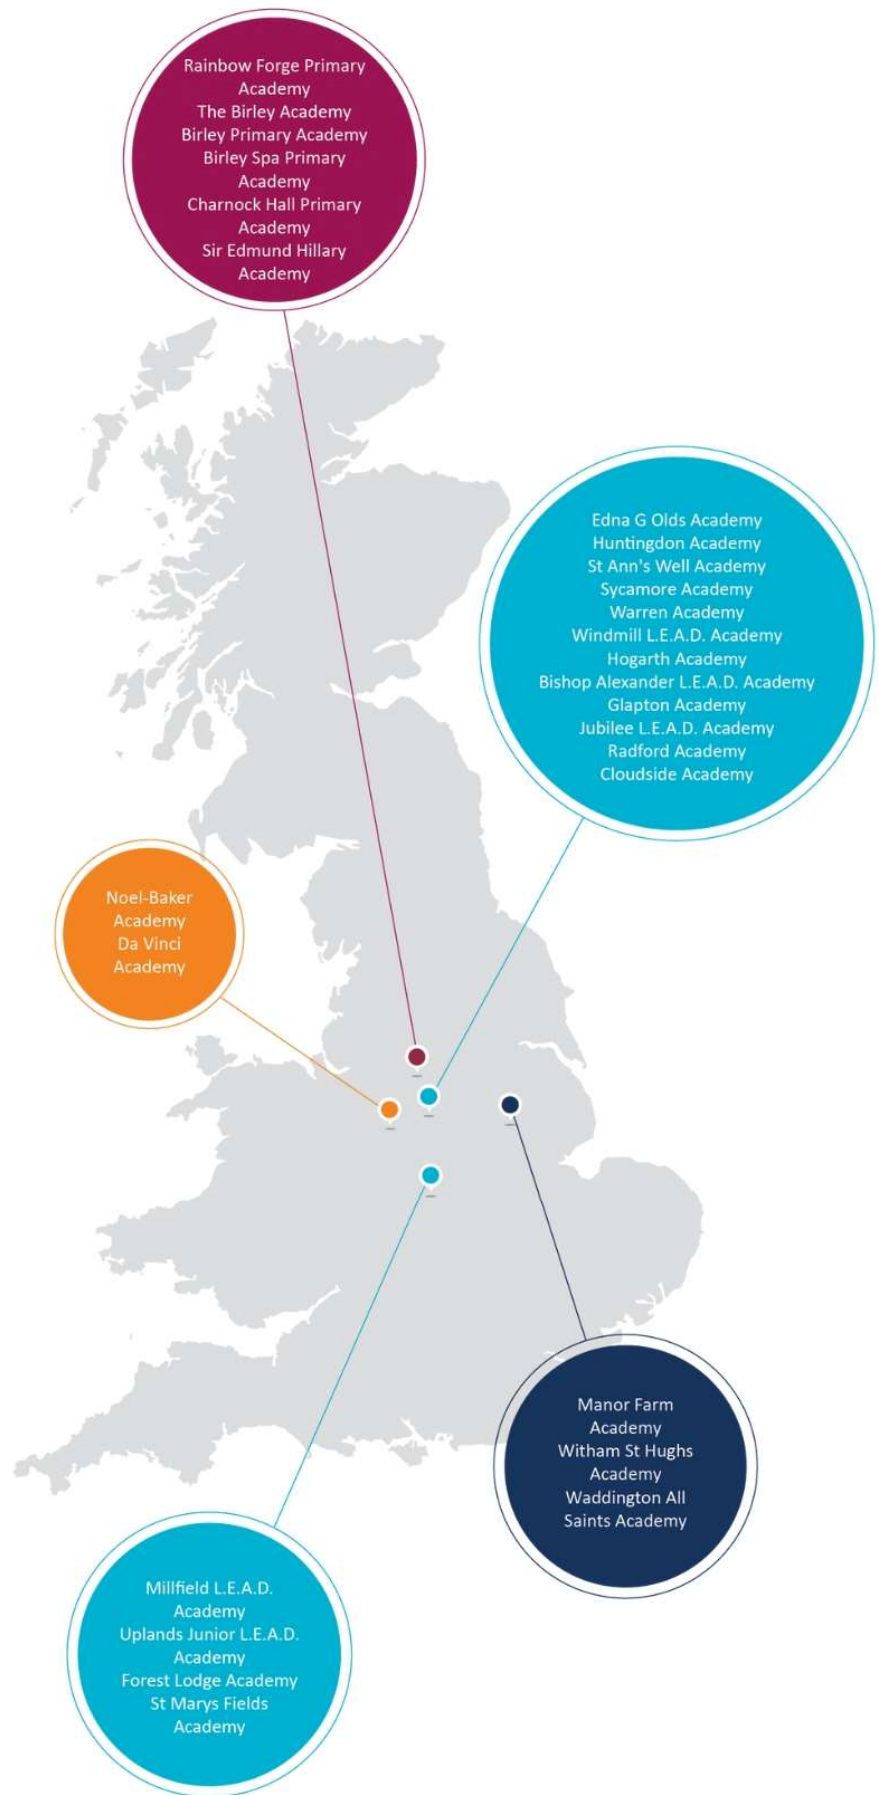 Rainbow Forge Primary
Academy
The Birley Academy
Birley Primary Academy
Birley Spa Primary
Academy
Charnock Hall Primary
Academy
Sir Edmund Hillary
Academy
Edna G Olds Academy
Huntingdon Academy
St Ann's Well Academy
Sycamore Academy
Warren Academy
Windmill L.E.A.D. Academy
Hogarth Academy
Bishop Alexander L.E.A.D. Academy
Glapton Academy
Jubilee L.E.A.D. Academy
Radford Academy
Cloudside Academy
Noel-Baker
Academy
Da Vinci
Academy
Manor Farm
Academy
Witham St Hughs
Academy
Waddington All
Saints Academy
Millfield L.E.A.D.
Academy
Uplands Junior L.E.A.D.
Academy
Forest Lodge Academy
St Marys Fields
Academy